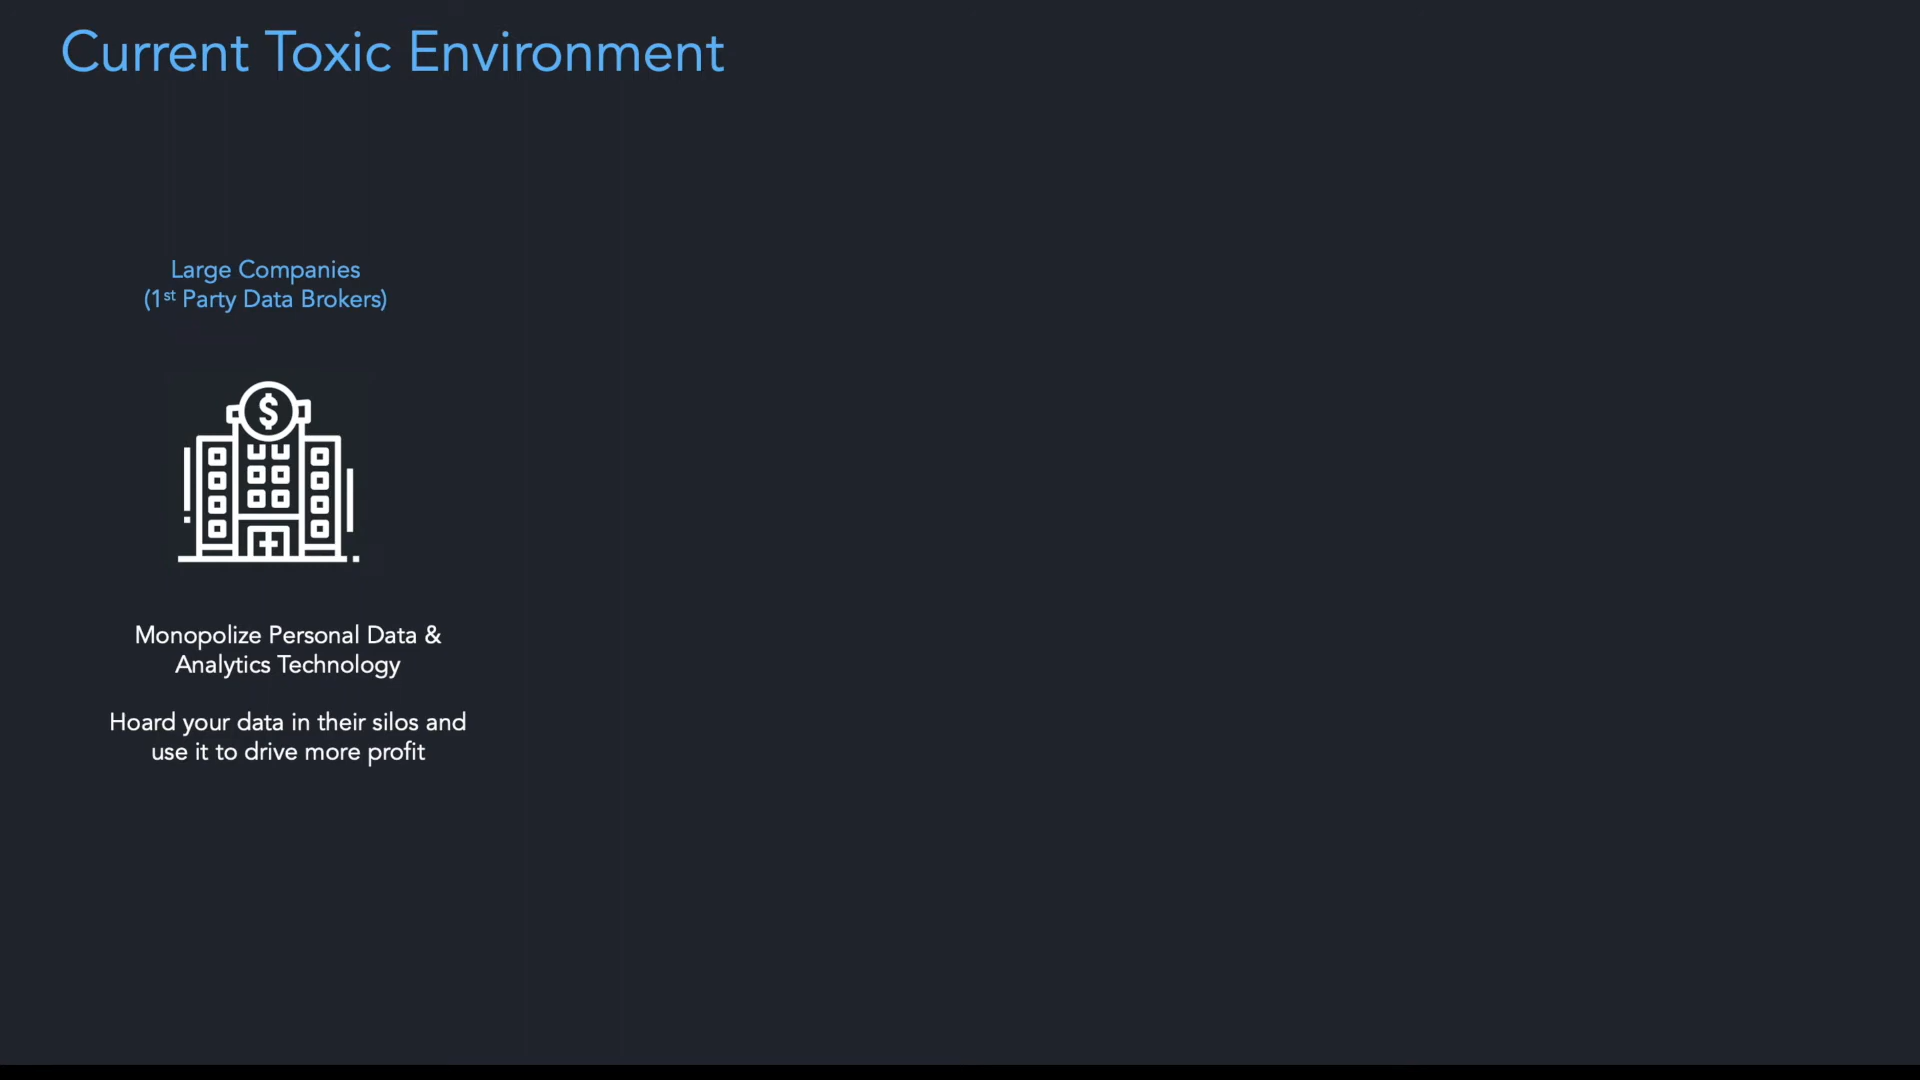 Current Toxic Environment
Large Companies
(1st Party Data Brokers)
$
Monopolize Personal Data &
Analytics Technology
Hoard your data in their silos and
use it to drive more profit